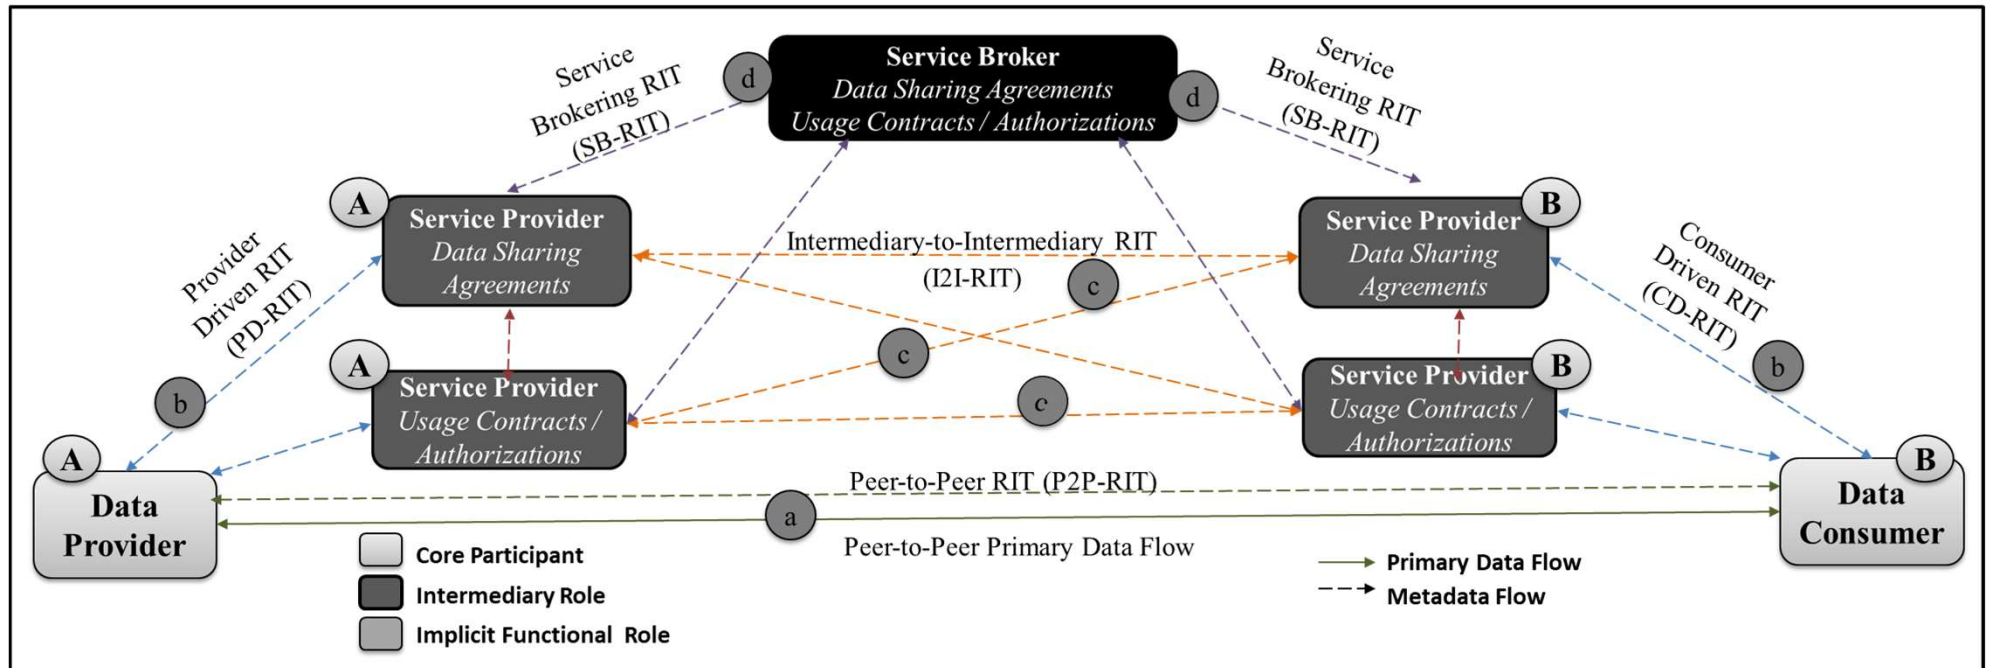 Service Broker
Data Sharing Agreements
Usage Contracts / Authorizations
d
d
Service
Brokering RIT
(SB-RIT)
Service
Brokering RIT
(SB-RIT)
A
Service Provider
Data Sharing
Agreements
B
Service Provider
Data Sharing
Agreements
Provider
Driven RIT
(PD-RIT)
Intermediary-to-Intermediary RIT
(I2I-RIT)
c
Consumer
Driven RIT
(CD-RIT)
c
c
A
Service Provider
Usage Contracts /
Authorizations
B
Service Provider
Usage Contracts /
Authorizations
b
b
A
Data
Provider
B
Data
Consumer
Peer-to-Peer RIT (P2P-RIT)
a
Peer-to-Peer Primary Data Flow
Core Participant
Intermediary Role
Implicit Functional Role
Primary Data Flow
Metadata Flow